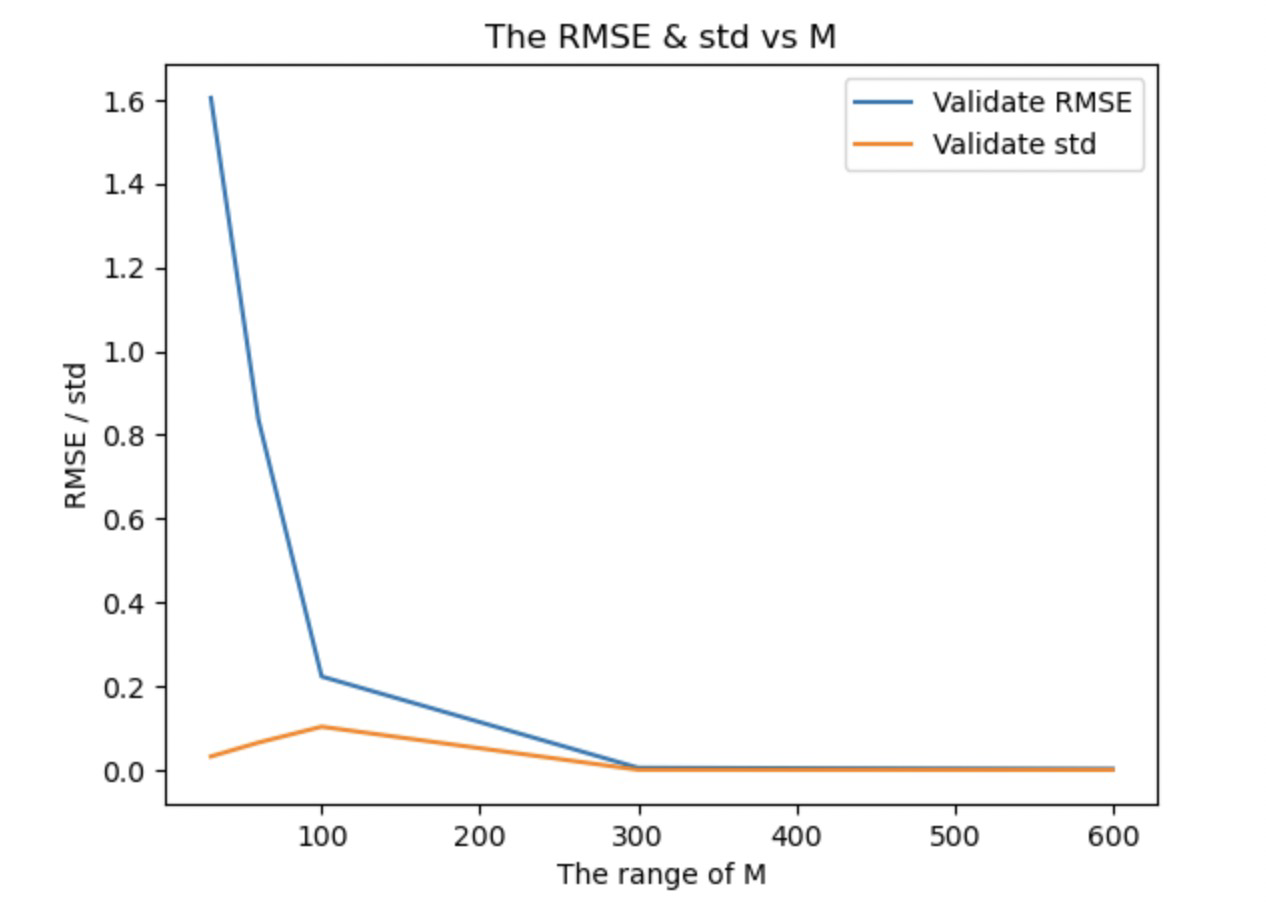 The RMSE & std vs M
Validate RMSE
Validate std
1.6
1.4
1.2
1.0
0.8
0.6
0.4
0.2
0.0
RMSE / std
100 200 300 400 500 600
The range of M